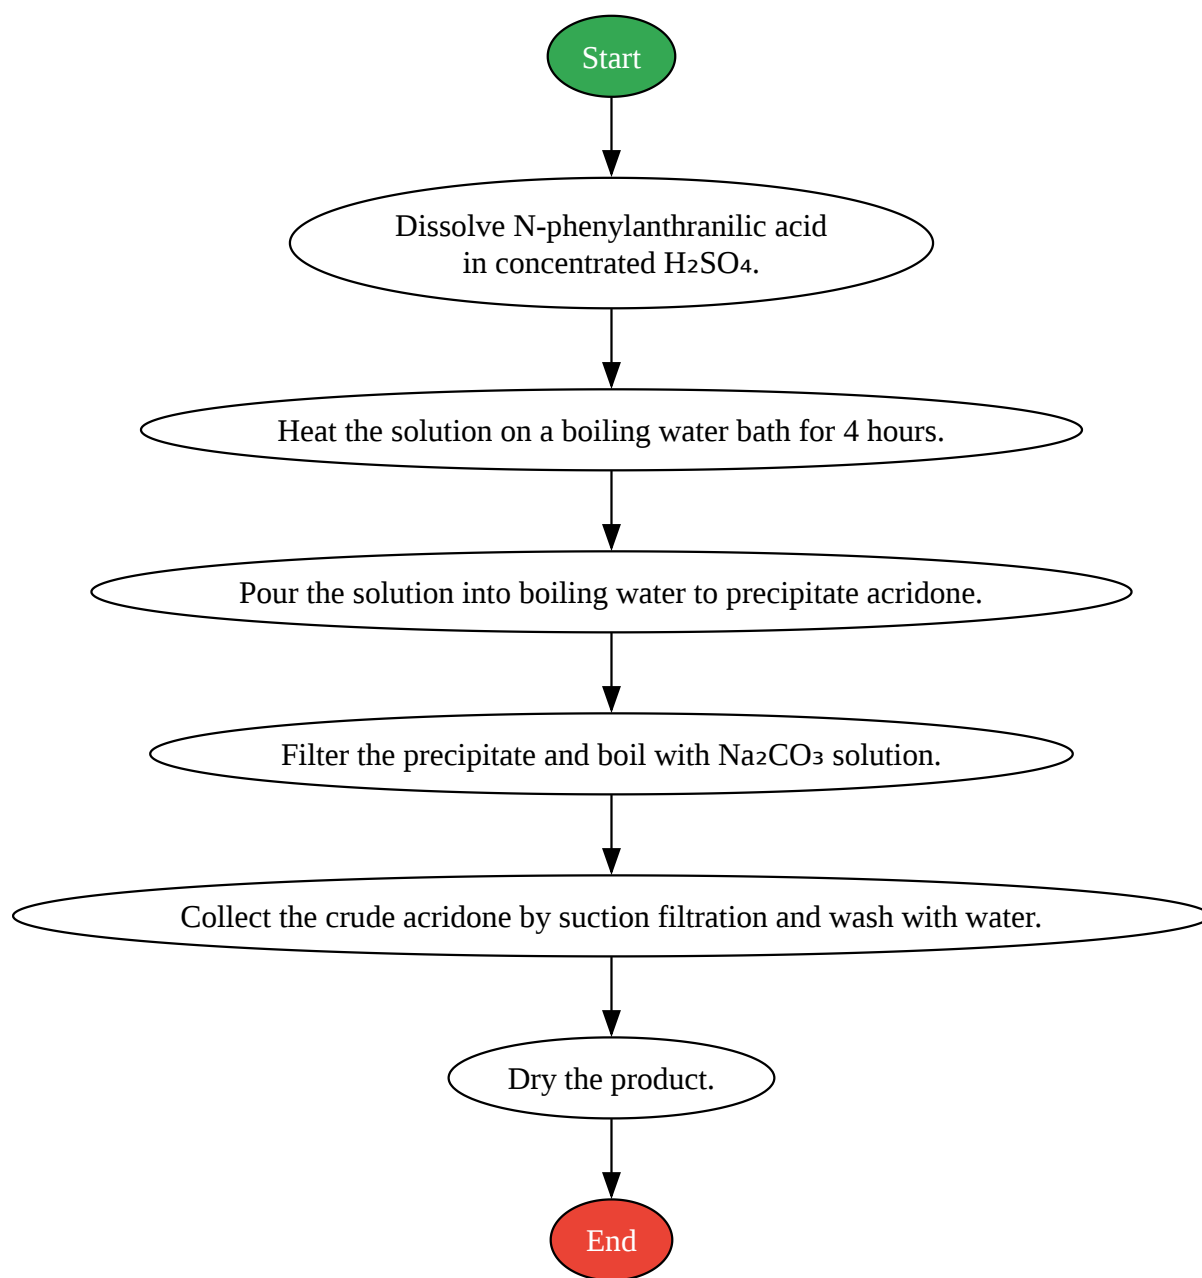 Start
Dissolve N-phenylanthranilic acid
in concentrated H₂SO₄.
Heat the solution on a boiling water bath for 4 hours.
Pour the solution into boiling water to precipitate acridone.
Filter the precipitate and boil with Na₂CO₃ solution.
Collect the crude acridone by suction filtration and wash with water.
Dry the product.
End